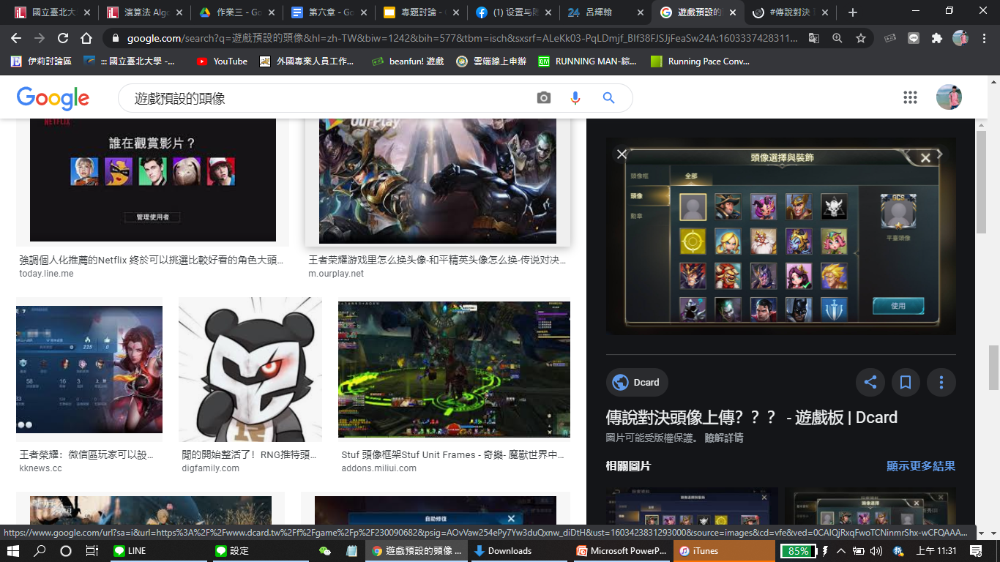 國立臺北大
演算法 Algo
作業三 - Go
第六章 - Go
專題討論 - G
(1) 设置与隐
呂輝翰
遊戲預設的
#傳說對決
google.com/search?q=遊戲預設的頭像&hl=zh-TW&biw=1242&bih=577&tbm=isch&sxsrf=ALeKk03-PqLDmjf_BIf38FJSJjFeaSw24A:1603337428311...
伊莉討論區
::: 國立臺北大學 -...
YouTube
外國專業人員工作...
beanfun! 遊戲
雲端線上申辦
RUNNING MAN-綜...
Running Pace Conv...
Google
遊戲預設的頭像
NETFLIX
誰在觀賞影片？
管理使用者
OurPlay
強調個人化推薦的Netflix 終於可以挑選比較好看的角色大頭...
today.line.me
王者荣耀游戏里怎么换头像-和平精英头像怎么换-传说对决...
m.ourplay.net
225
0
58
16
3
王者榮耀：微信區玩家可以設...
kknews.cc
閒的開始整活了！RNG推特頭...
digfamily.com
Stuf 頭像框架Stuf Unit Frames - 奇樂- 魔獸世界中...
addons.miliui.com
自動修復
頭像選擇與裝飾
頭像框
全部
頭像
勳章
GCS
平臺頭像
使用
Dcard
傳說對決頭像上傳？？？ - 遊戲板 | Dcard
圖片可能受版權保護。 瞭解詳情
相關圖片
顯示更多結果
頭像選擇與裝飾
頭像選擇
https://www.google.com/url?sa=i&url=https%3A%2F%2Fwww.dcard.tw%2Ff%2Fgame%2Fp%2F230090682&psig=AOvVaw254ePy7Yw3duQxnw_diDtH&ust=1603423831293000&source=images&cd=vfe&ved=0CAIQjRxqFwoTCNinmrShx-wCFQAAA...
LINE
設定
遊戲預設的頭像 ...
Downloads
Microsoft PowerP...
iTunes
85%
上午 11:31